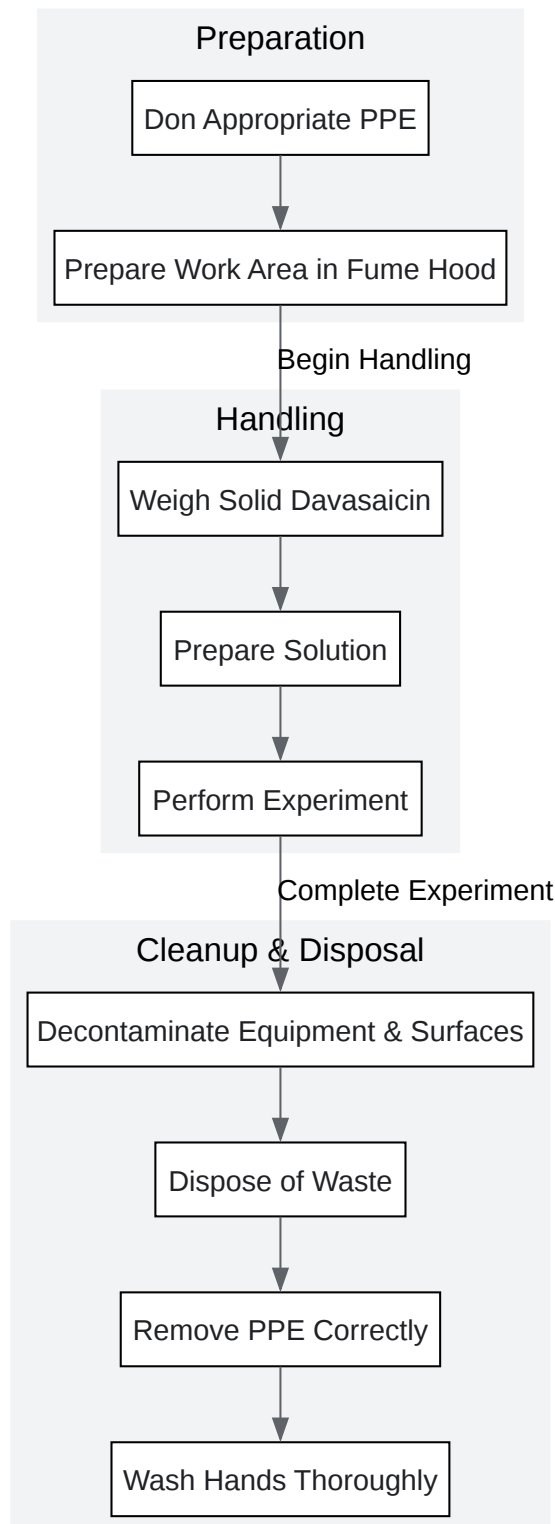 Preparation
Don Appropriate PPE
Prepare Work Area in Fume Hood
Begin Handling
Handling
Weigh Solid Davasaicin
Prepare Solution
Perform Experiment
Complete Experiment
Cleanup & Disposal
Decontaminate Equipment & Surfaces
Dispose of Waste
Remove PPE Correctly
Wash Hands Thoroughly